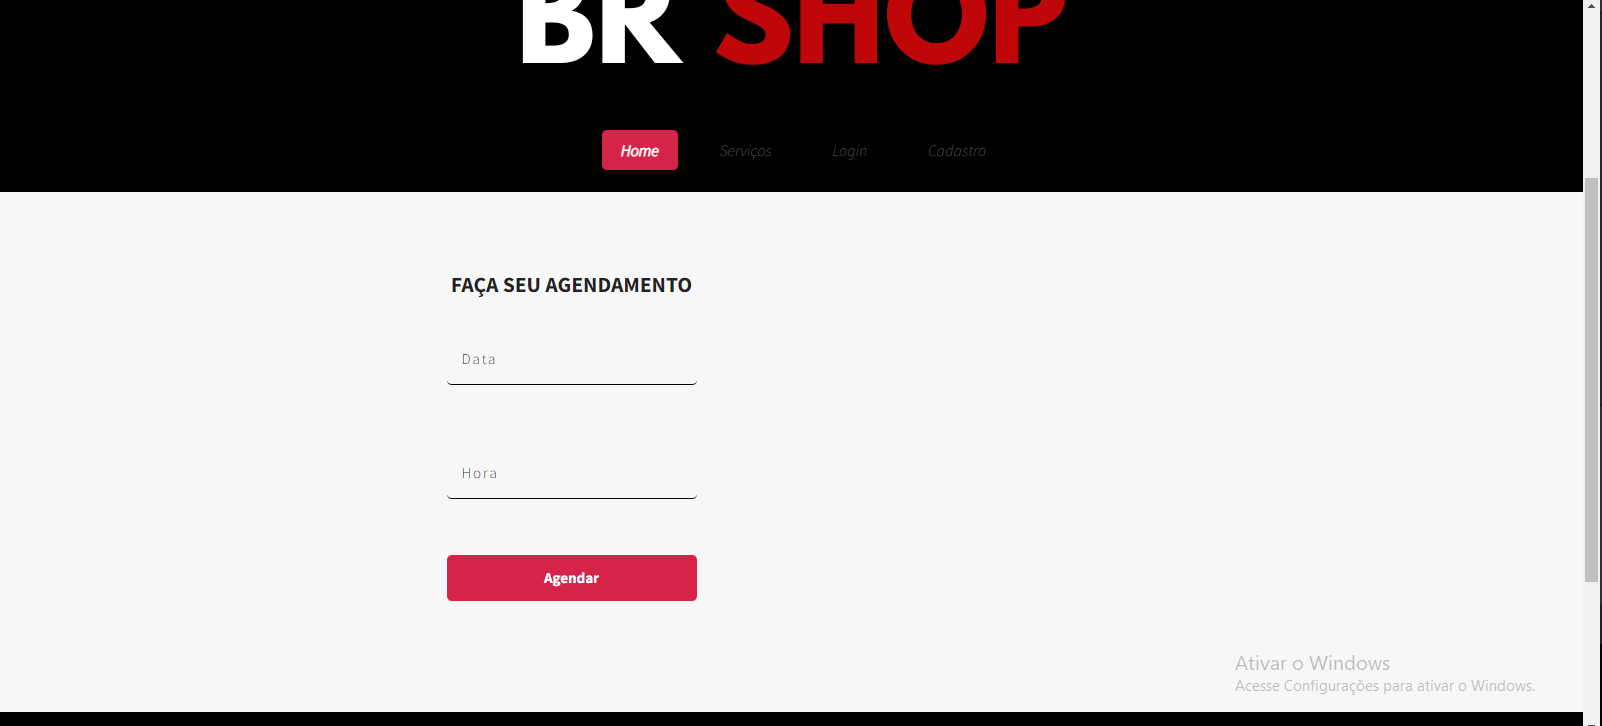 BR SHOP
Home Serviços Login Cadastro
FAÇA SEU AGENDAMENTO
Data
Hora
Agendar
Ativar o Windows
Acesse Configurações para ativar o Windows.